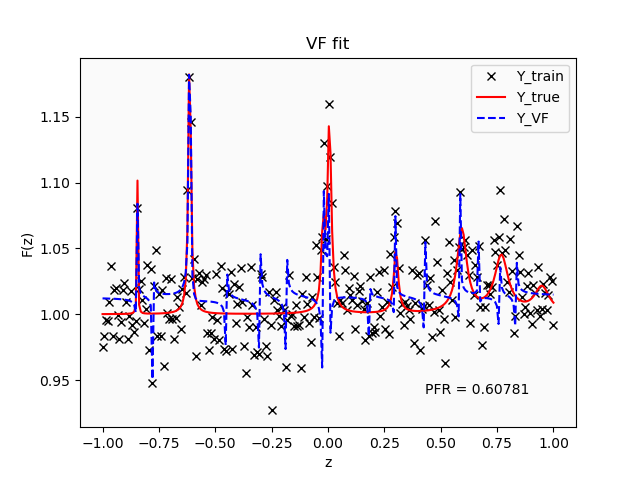 VF fit
Y_train
Y_true
Y_VF
1.15
1.10
1.05
1.00
0.95
F(z)
PFR = 0.60781
−1.00 −0.75 −0.50 −0.25 0.00 0.25 0.50 0.75 1.00
z